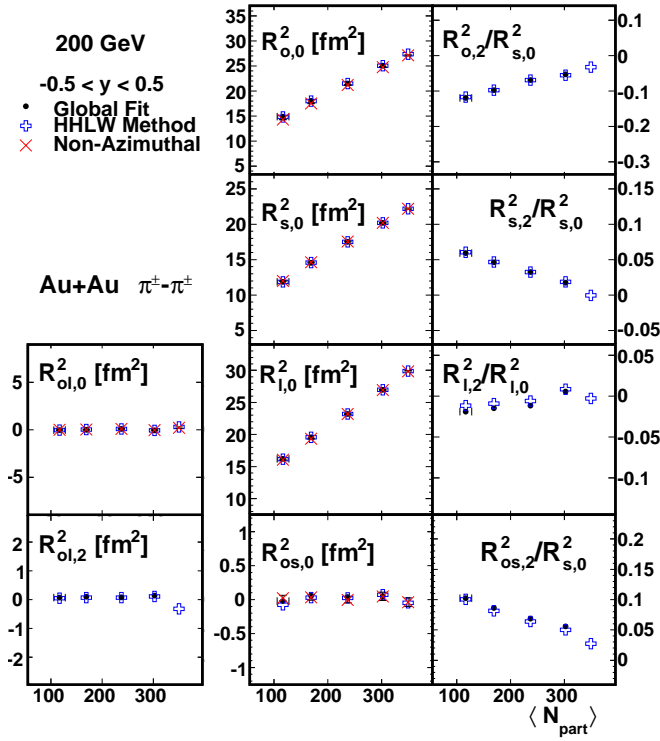 200 GeV
-0.5 < y < 0.5
Global Fit
HHLW Method
Non-Azimuthal
Au+Au π±-π±
R²o,0 [fm²]
35
30
25
20
15
10
5
R²o,2/R²s,0
0.1
0
-0.1
-0.2
-0.3
R²s,0 [fm²]
25
20
15
10
5
R²s,2/R²s,0
0.15
0.1
0.05
0
-0.05
R²ol,0 [fm²]
5
0
-5
R²l,0 [fm²]
30
25
20
15
10
R²l,2/R²l,0
0.05
0
-0.05
-0.1
R²ol,2 [fm²]
2
1
0
-1
-2
0 100 200 300
R²os,0 [fm²]
1
0.5
0
-0.5
-1
0 100 200 300
R²os,2/R²s,0
0.2
0.15
0.1
0.05
0
0 100 200 300
⟨ Npart ⟩